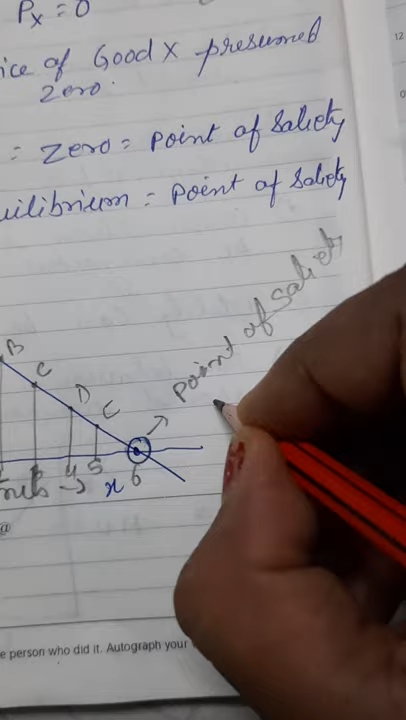 Px = 0
ice of Good X presumed
zero.
= Zero = Point of Satiety
uilibrium = Point of Satiety
Point of Satiety
B
C
D
E
4 5 6
x
@
e person who did it. Autograph your
12